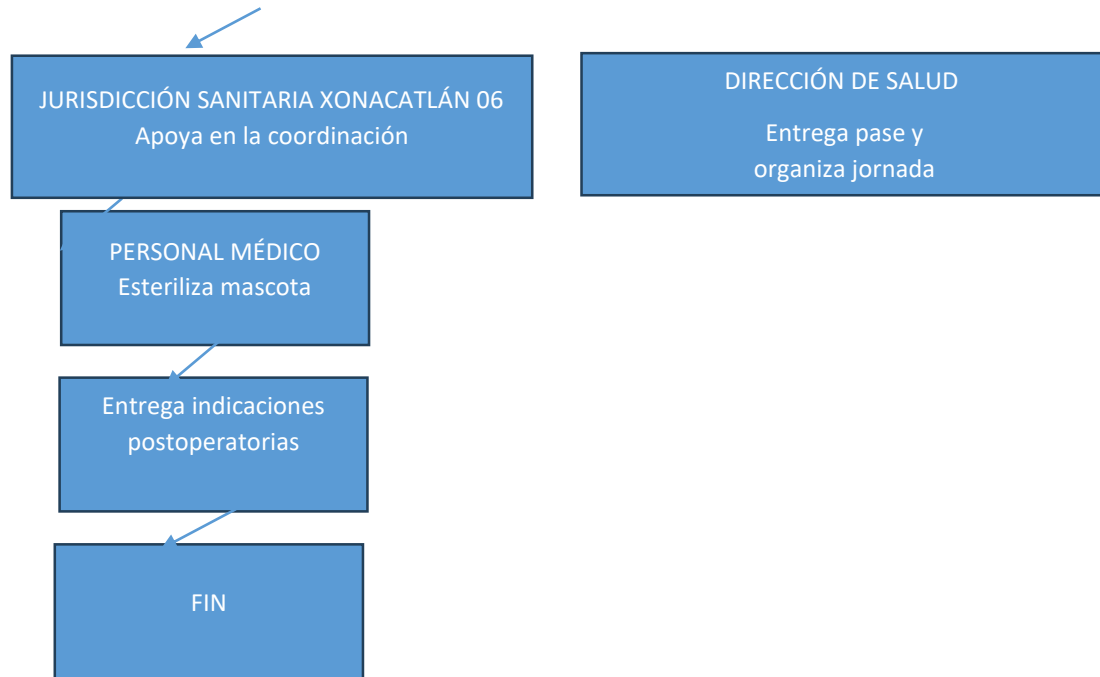 JURISDICCIÓN SANITARIA XONACATLÁN 06
Apoya en la coordinación
DIRECCIÓN DE SALUD
Entrega pase y
organiza jornada
PERSONAL MÉDICO
Esteriliza mascota
Entrega indicaciones
postoperatorias
FIN